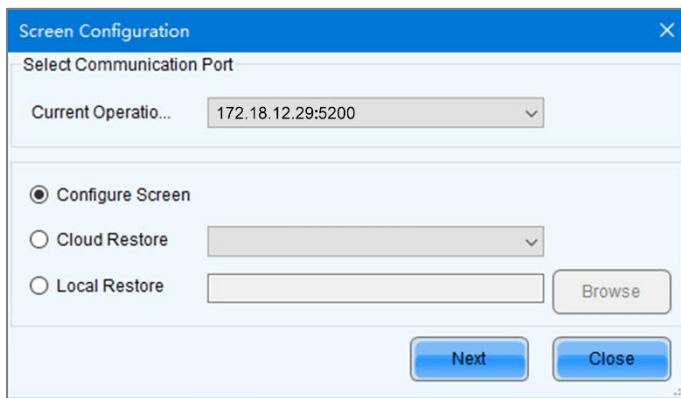 Screen Configuration
Select Communication Port
Current Operatio... 172.18.12.29:5200
Configure Screen
Cloud Restore
Local Restore Browse
Next Close